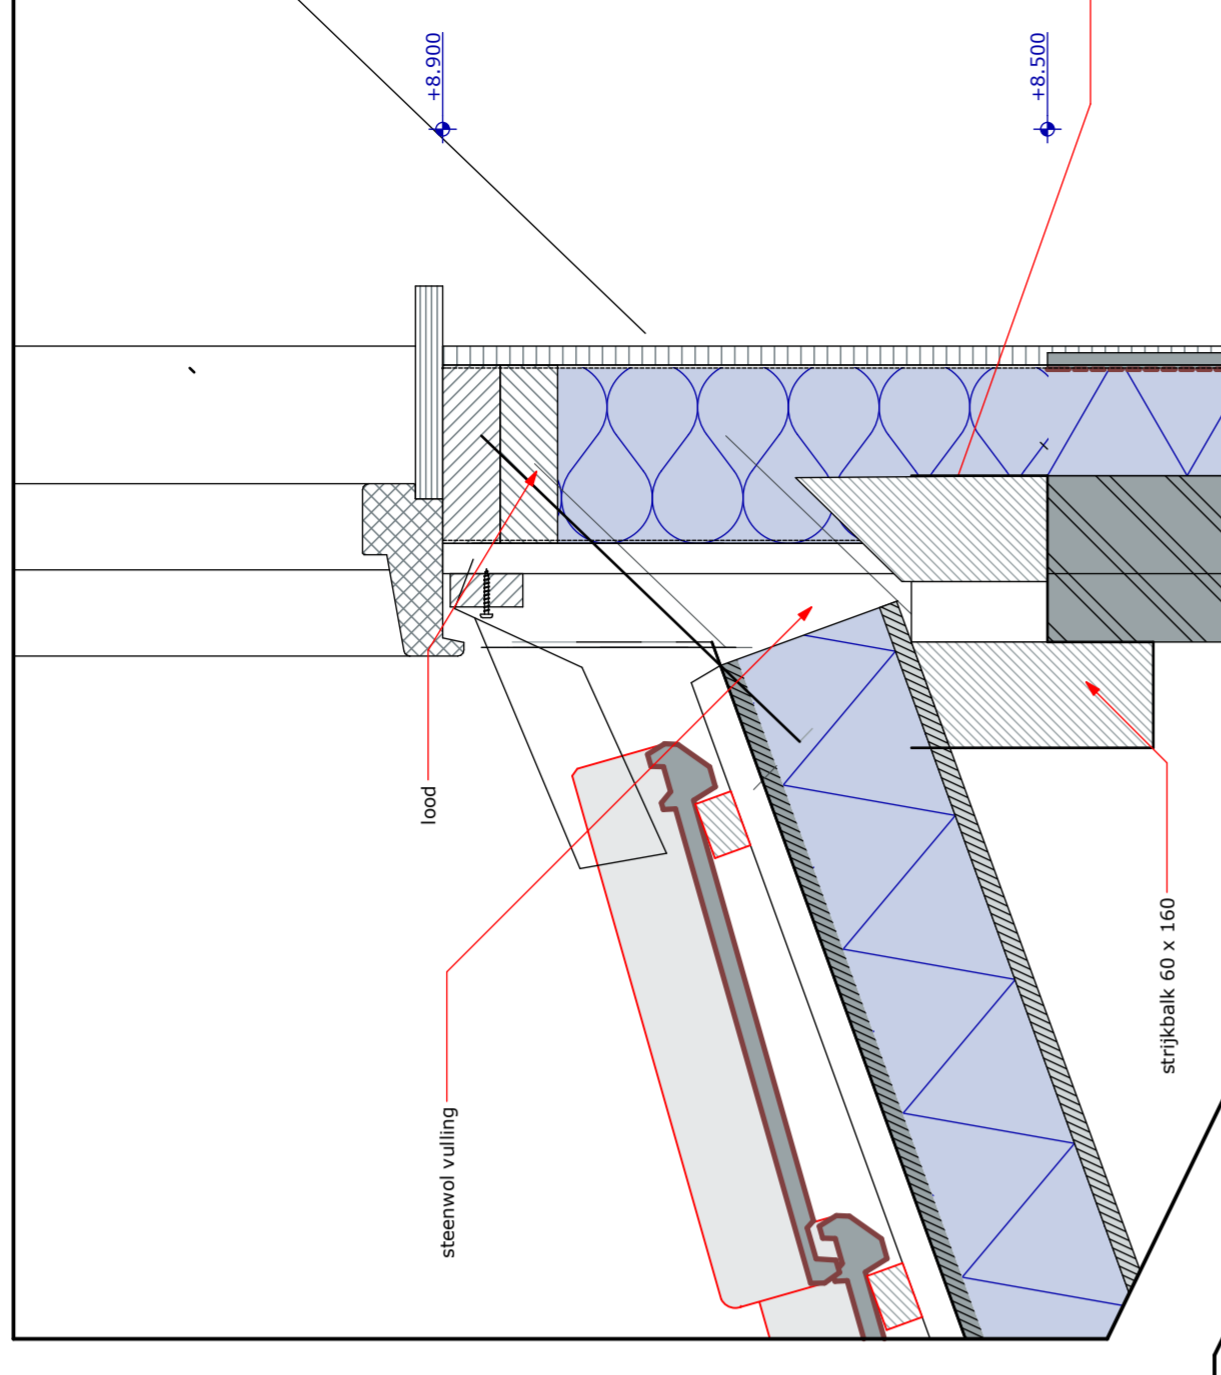 +8.900
+8.500
lood
steenwol vulling
strijkbalk 60 x 160